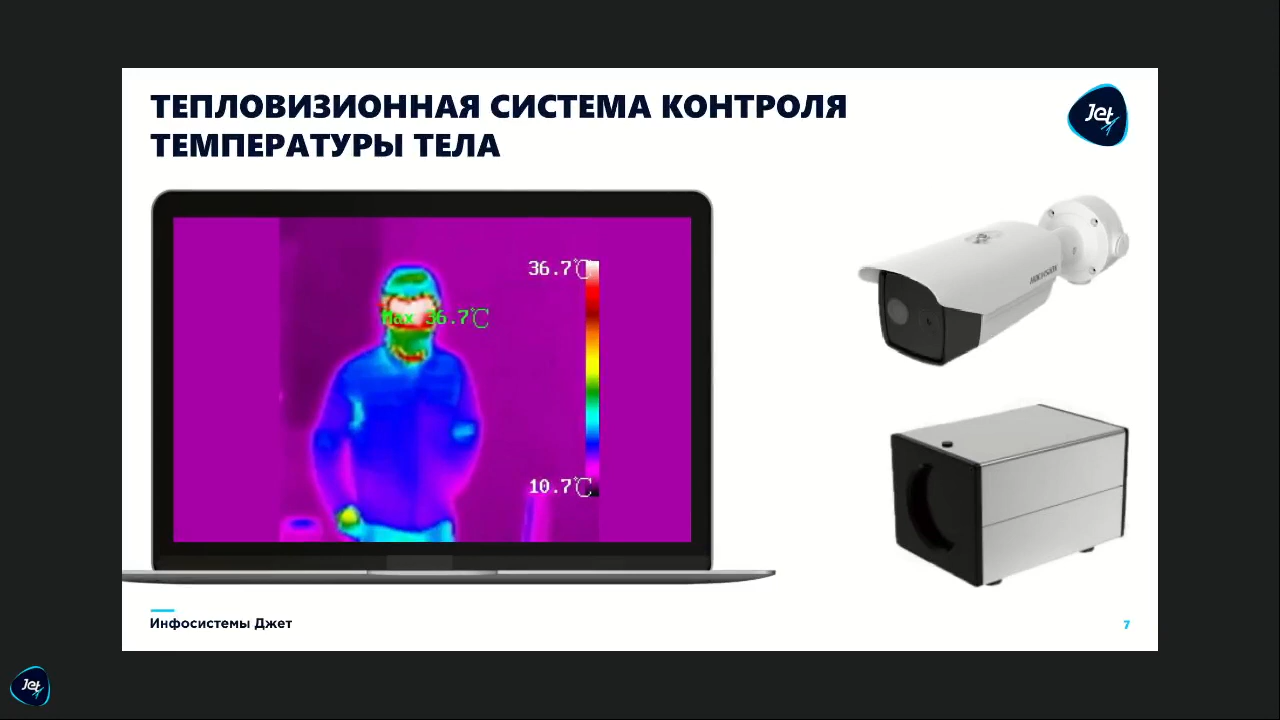 ТЕПЛОВИЗИОННАЯ СИСТЕМА КОНТРОЛЯ
ТЕМПЕРАТУРЫ ТЕЛА
Jet
36.7℃
Max 36.7℃
10.7℃
HIKVISION
Инфосистемы Джет
7
Jet